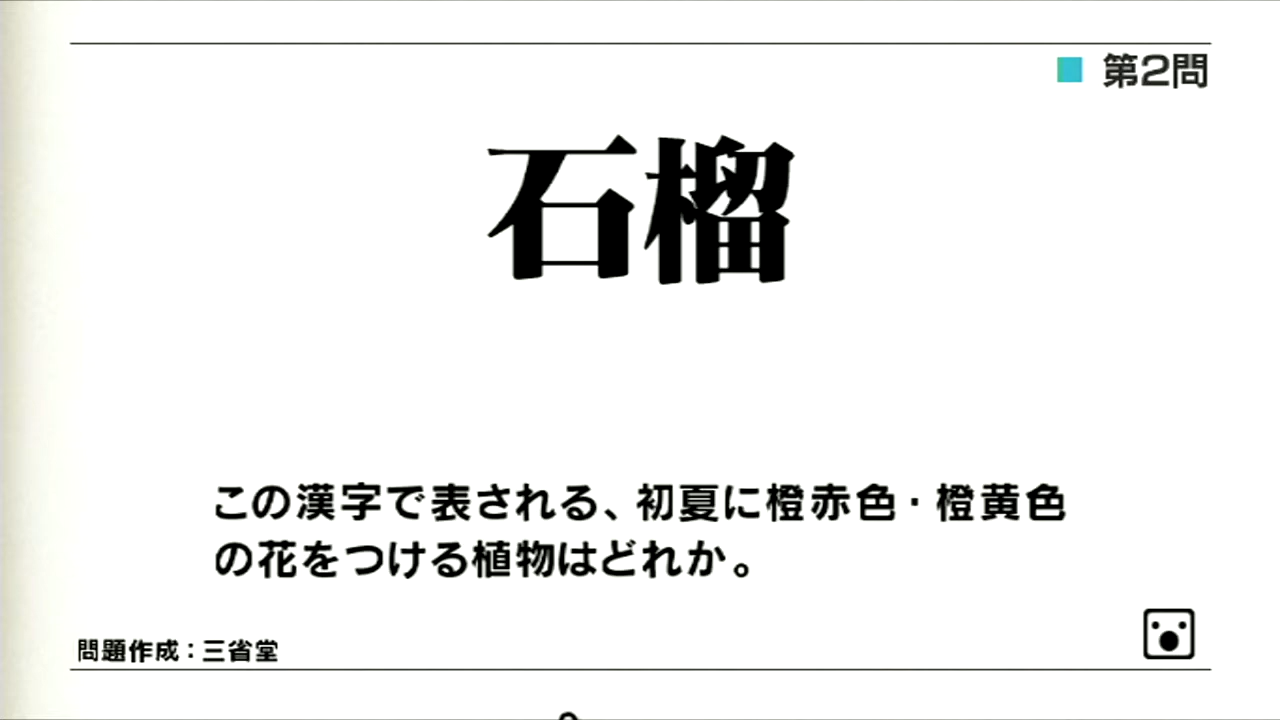 ■ 第2問
石榴
この漢字で表される、初夏に橙赤色・橙黄色
の花をつける植物はどれか。
問題作成：三省堂